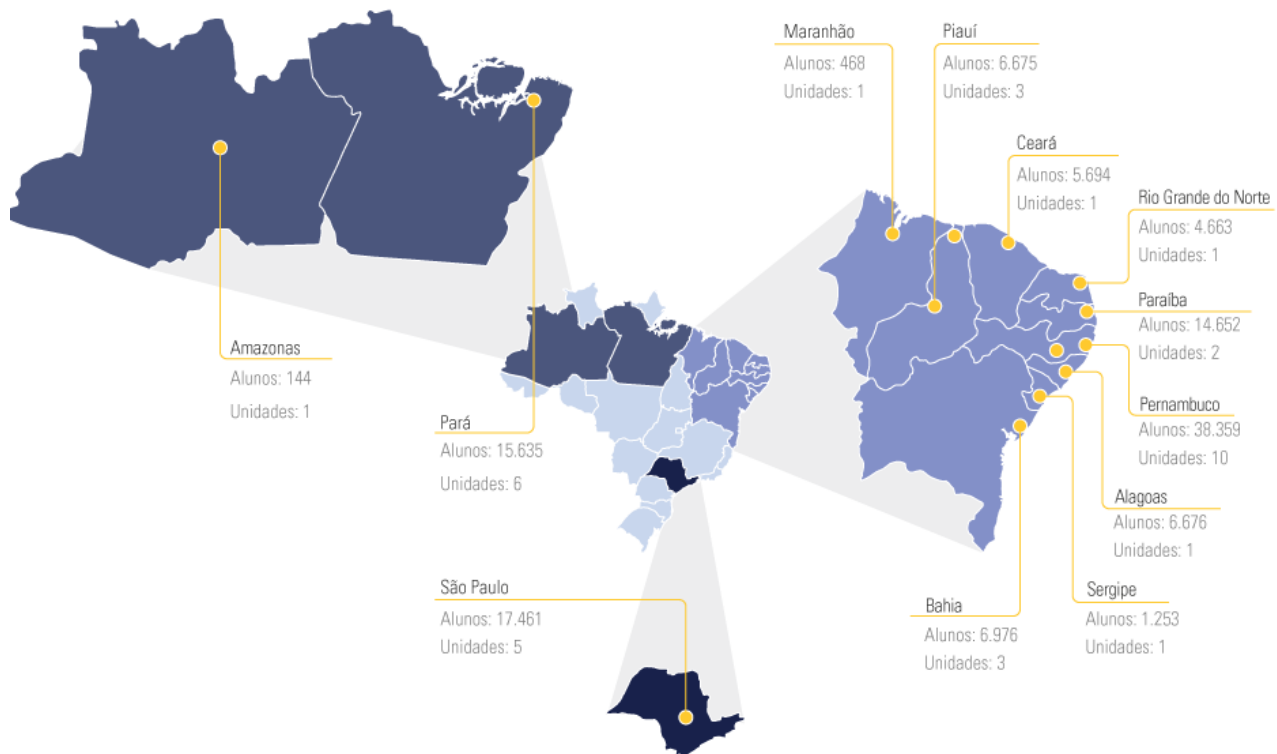 Maranhão
Alunos: 468
Unidades: 1
Piauí
Alunos: 6.675
Unidades: 3
Ceará
Alunos: 5.694
Unidades: 1
Rio Grande do Norte
Alunos: 4.663
Unidades: 1
Paraíba
Alunos: 14.652
Unidades: 2
Pernambuco
Alunos: 38.359
Unidades: 10
Alagoas
Alunos: 6.676
Unidades: 1
Sergipe
Alunos: 1.253
Unidades: 1
Bahia
Alunos: 6.976
Unidades: 3
Amazonas
Alunos: 144
Unidades: 1
Pará
Alunos: 15.635
Unidades: 6
São Paulo
Alunos: 17.461
Unidades: 5